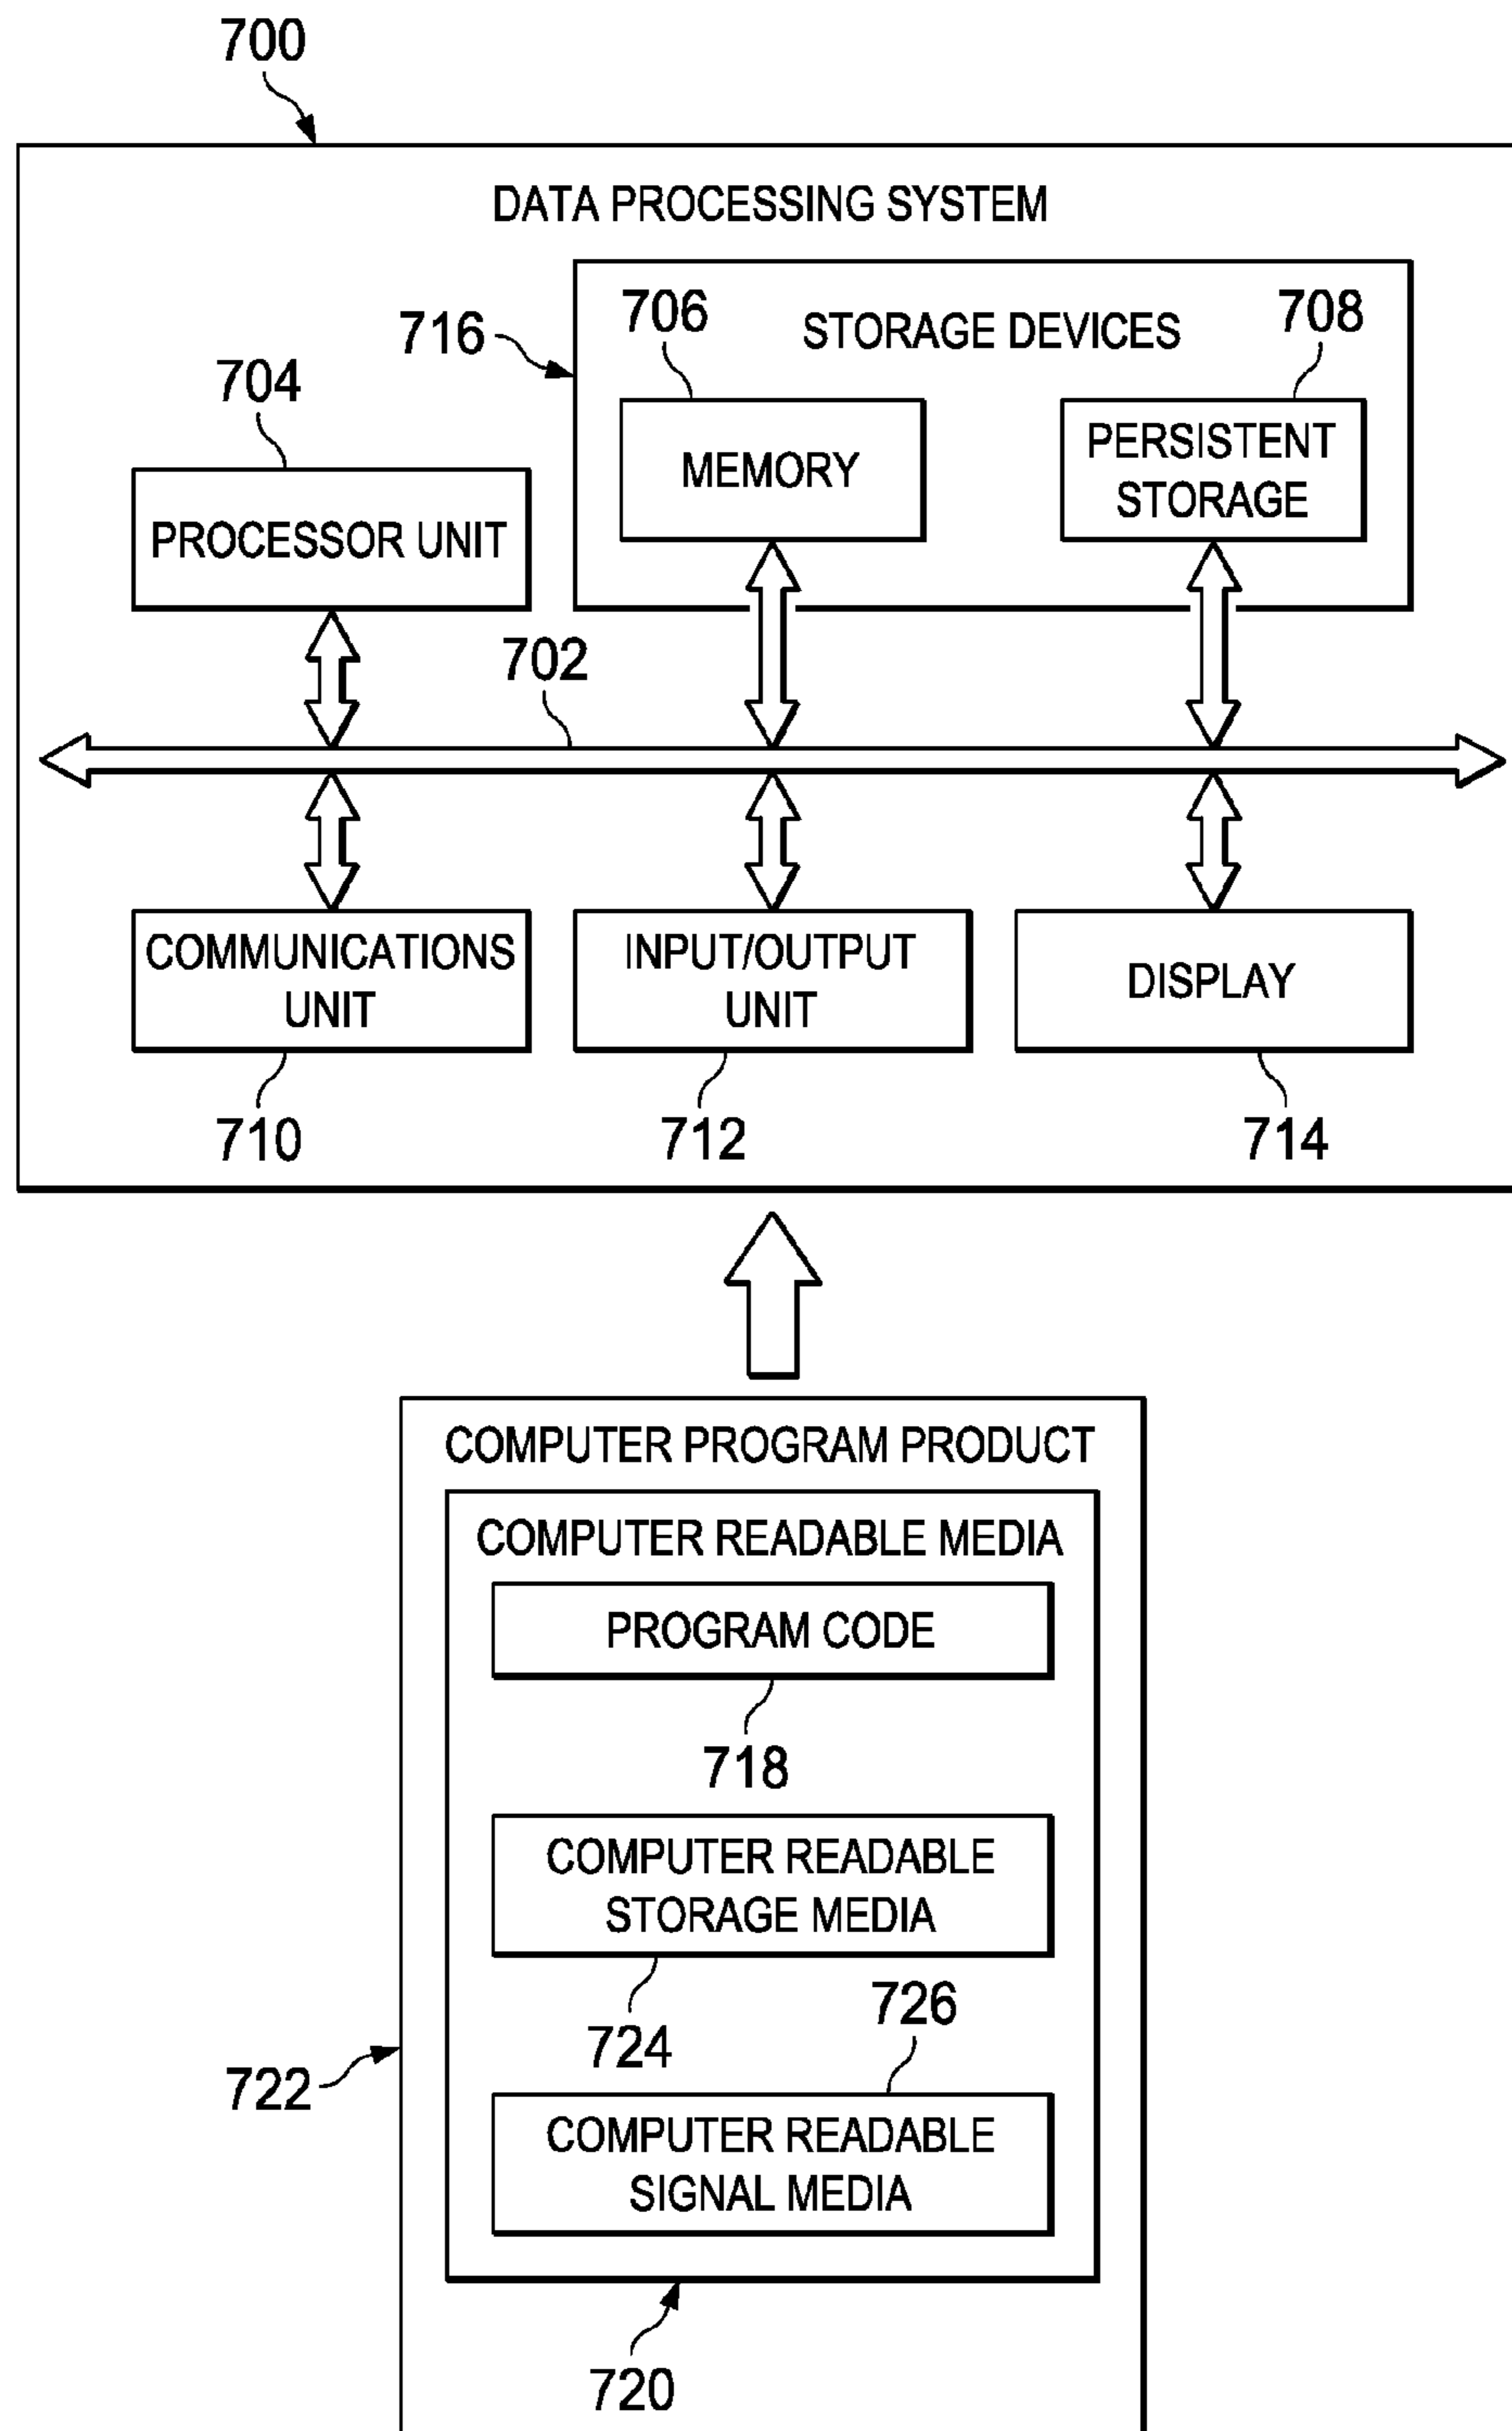 700
DATA PROCESSING SYSTEM
706
STORAGE DEVICES
708
716
704
MEMORY
PERSISTENT
STORAGE
PROCESSOR UNIT
702
COMMUNICATIONS
UNIT
INPUT/OUTPUT
UNIT
DISPLAY
710
712
714
COMPUTER PROGRAM PRODUCT
COMPUTER READABLE MEDIA
PROGRAM CODE
718
COMPUTER READABLE
STORAGE MEDIA
726
724
722
COMPUTER READABLE
SIGNAL MEDIA
720